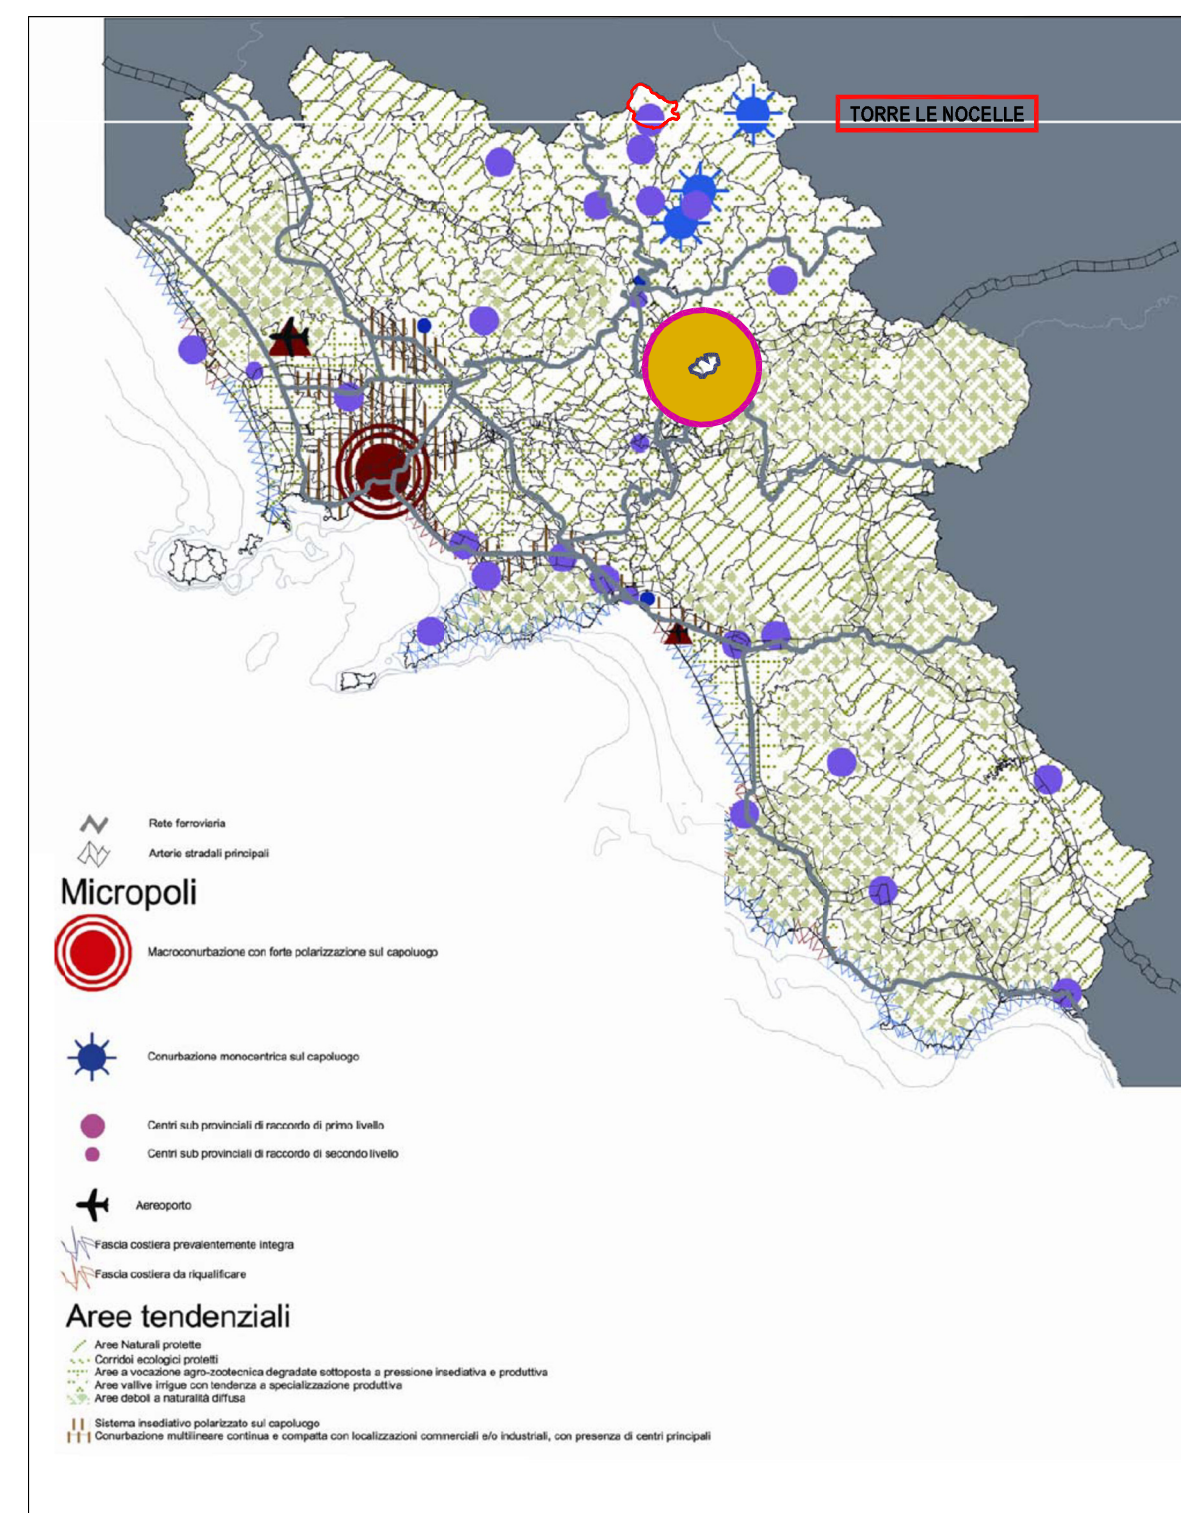 TORRE LE NOCELLE
Rete ferroviaria
Arterie stradali principali
Micropoli
Macroconurbazione con forte polarizzazione sul capoluogo
Conurbazione monocentrica sul capoluogo
Centri sub provinciali di raccordo di primo livello
Centri sub provinciali di raccordo di secondo livello
Aereoporto
Fascia costiera prevalentemente integra
Fascia costiera da riqualificare
Aree tendenziali
Aree Naturali protette
Corridoi ecologici protetti
Aree a vocazione agro-zootecnica degradate sottoposta a pressione insediativa e produttiva
Aree vallive irrigue con tendenza a specializzazione produttiva
Aree deboli a naturalità diffusa
Sistema insediativo polarizzato sul capoluogo
Conurbazione multilineare continua e compatta con localizzazioni commerciali e/o industriali, con presenza di centri principali